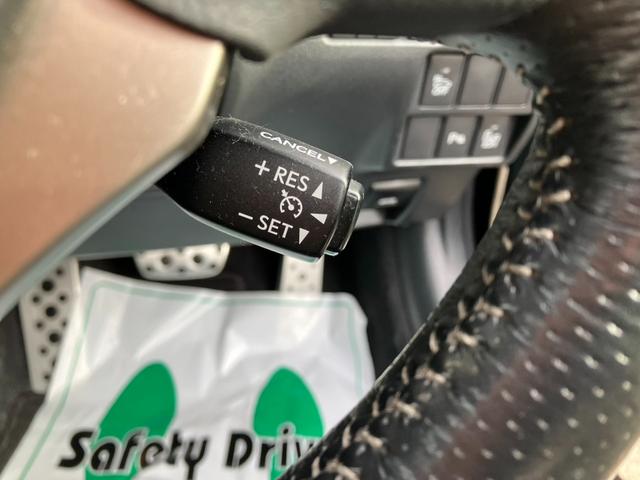 CANCEL▼
+ RES ▲
− SET ▼
Safety Driv